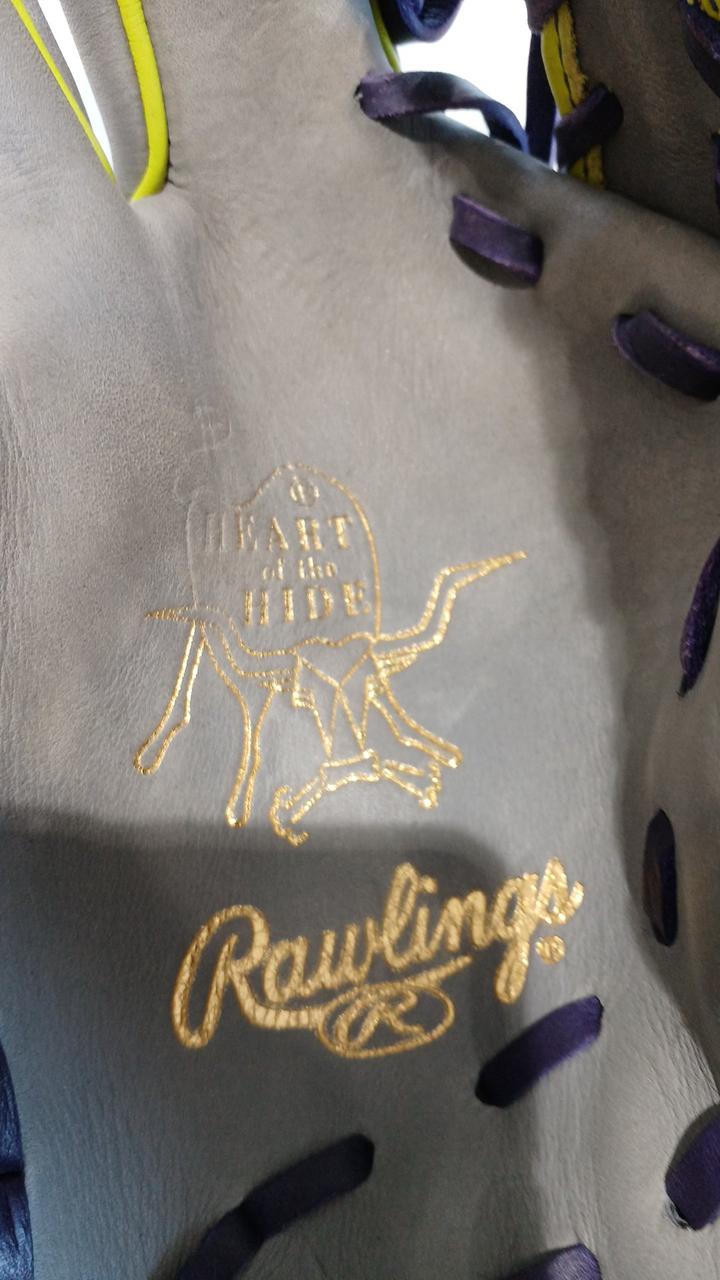 HEART
of the
HIDE
Rawlings®
R